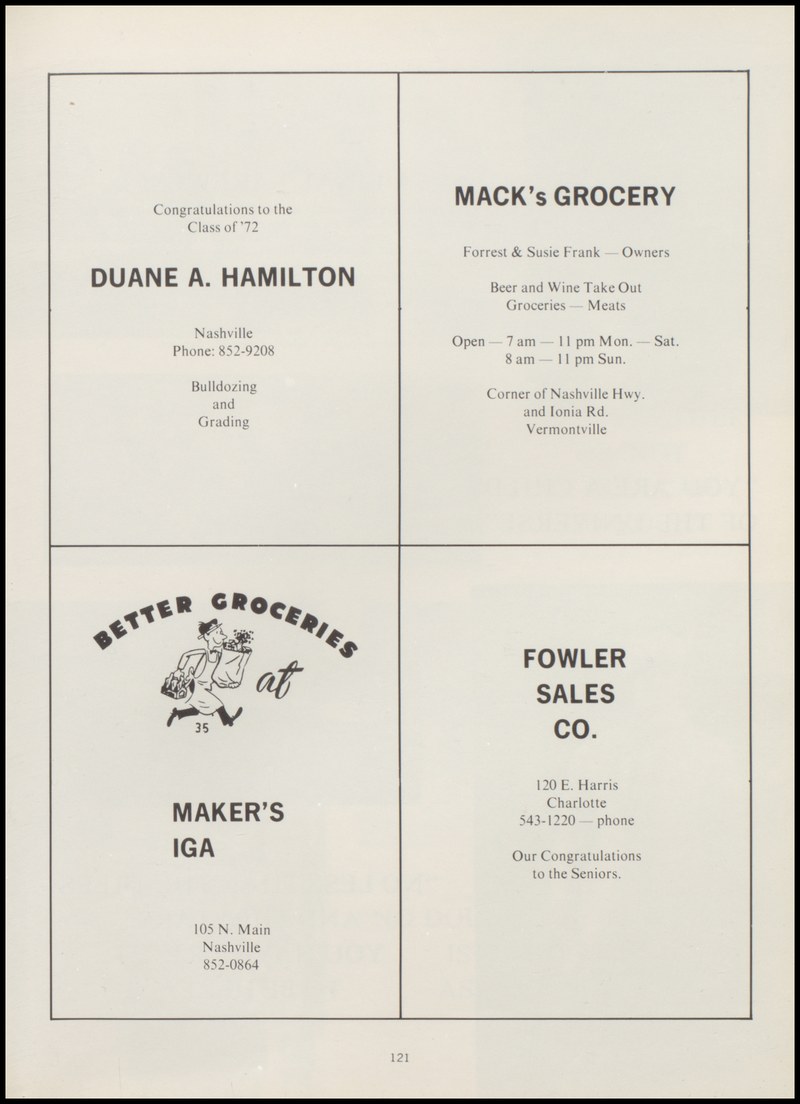 Congratulations to the
Class of '72
DUANE A. HAMILTON
Nashville
Phone: 852-9208
Bulldozing
and
Grading
MACK's GROCERY
Forrest & Susie Frank — Owners
Beer and Wine Take Out
Groceries — Meats
Open — 7 am — 11 pm Mon. — Sat.
8 am — 11 pm Sun.
Corner of Nashville Hwy.
and Ionia Rd.
Vermontville
BETTER GROCERIES
at
35
MAKER'S
IGA
105 N. Main
Nashville
852-0864
FOWLER
SALES
CO.
120 E. Harris
Charlotte
543-1220 — phone
Our Congratulations
to the Seniors.
121